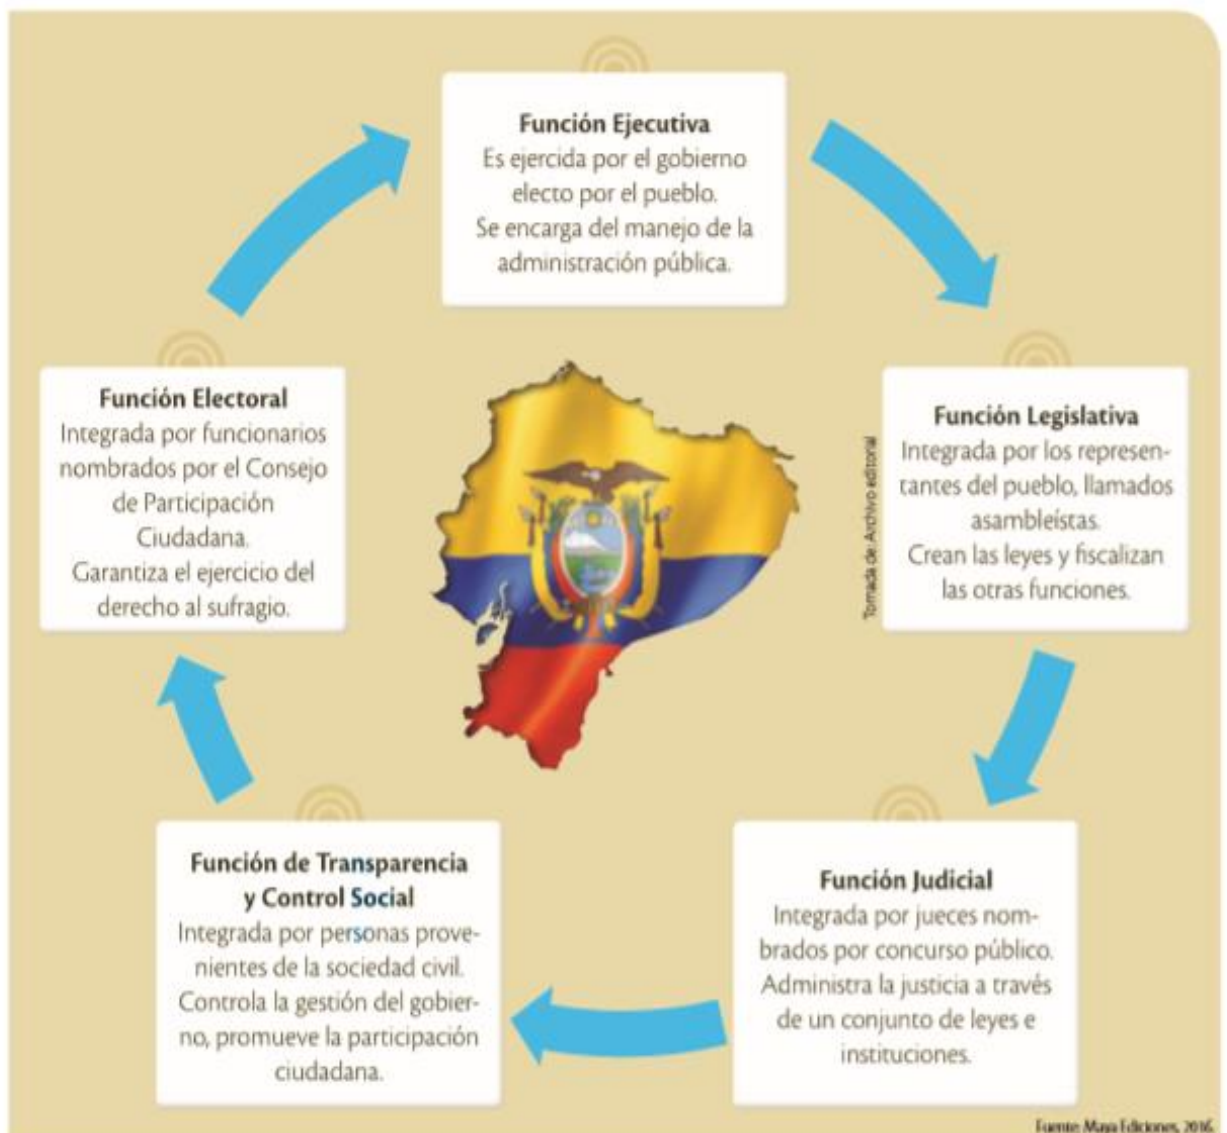 Función Ejecutiva
Es ejercida por el gobierno
electo por el pueblo.
Se encarga del manejo de la
administración pública.
Función Legislativa
Integrada por los represen-
tantes del pueblo, llamados
asambleístas.
Crean las leyes y fiscalizan
las otras funciones.
Tomada de: Archivo editorial
Función Judicial
Integrada por jueces nom-
brados por concurso público.
Administra la justicia a través
de un conjunto de leyes e
instituciones.
Función de Transparencia
y Control Social
Integrada por personas prove-
nientes de la sociedad civil.
Controla la gestión del gobier-
no, promueve la participación
ciudadana.
Función Electoral
Integrada por funcionarios
nombrados por el Consejo
de Participación
Ciudadana.
Garantiza el ejercicio del
derecho al sufragio.
Fuente: Maya Ediciones, 2016.